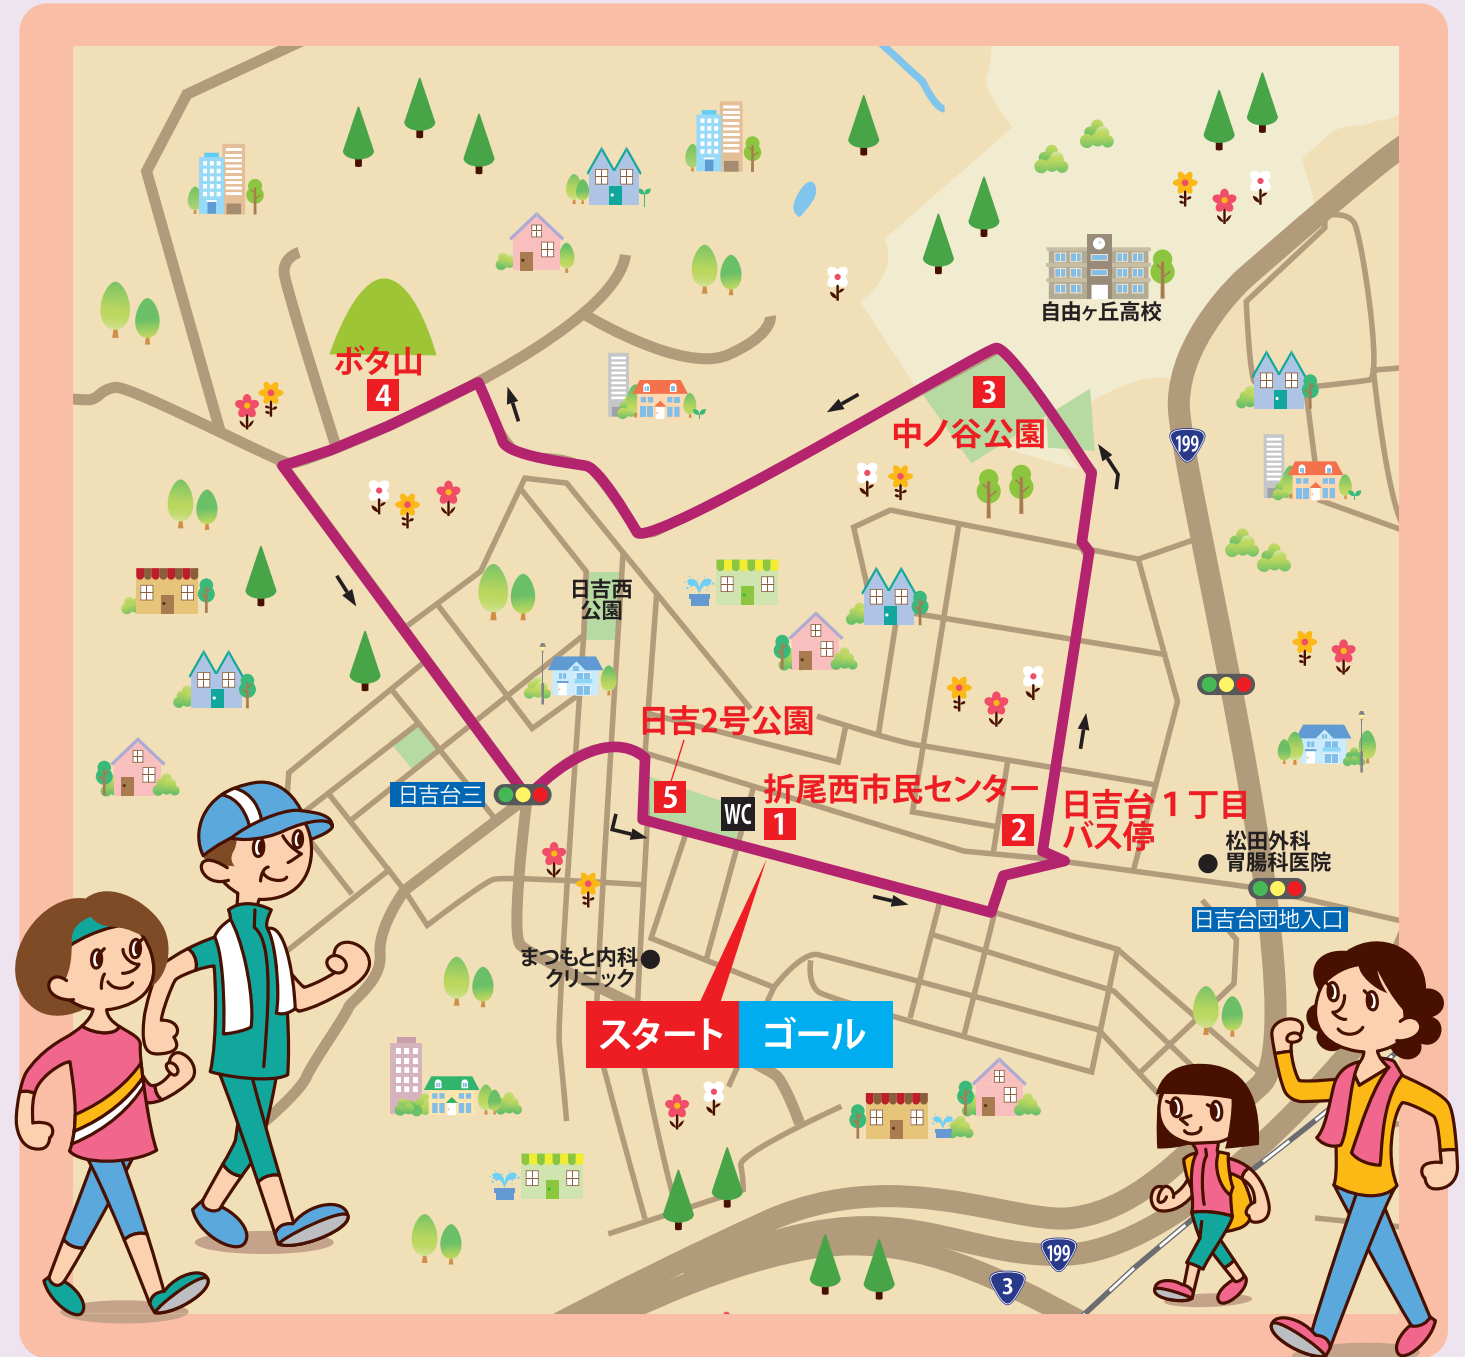 自由ヶ丘高校
ボタ山
4
3
中ノ谷公園
199
日吉西
公園
日吉2号公園
折尾西市民センター
日吉台三
5
WC
1
2
日吉台1丁目
バス停
松田外科
胃腸科医院
日吉台団地入口
まつもと内科
クリニック
スタート
ゴール
199
3